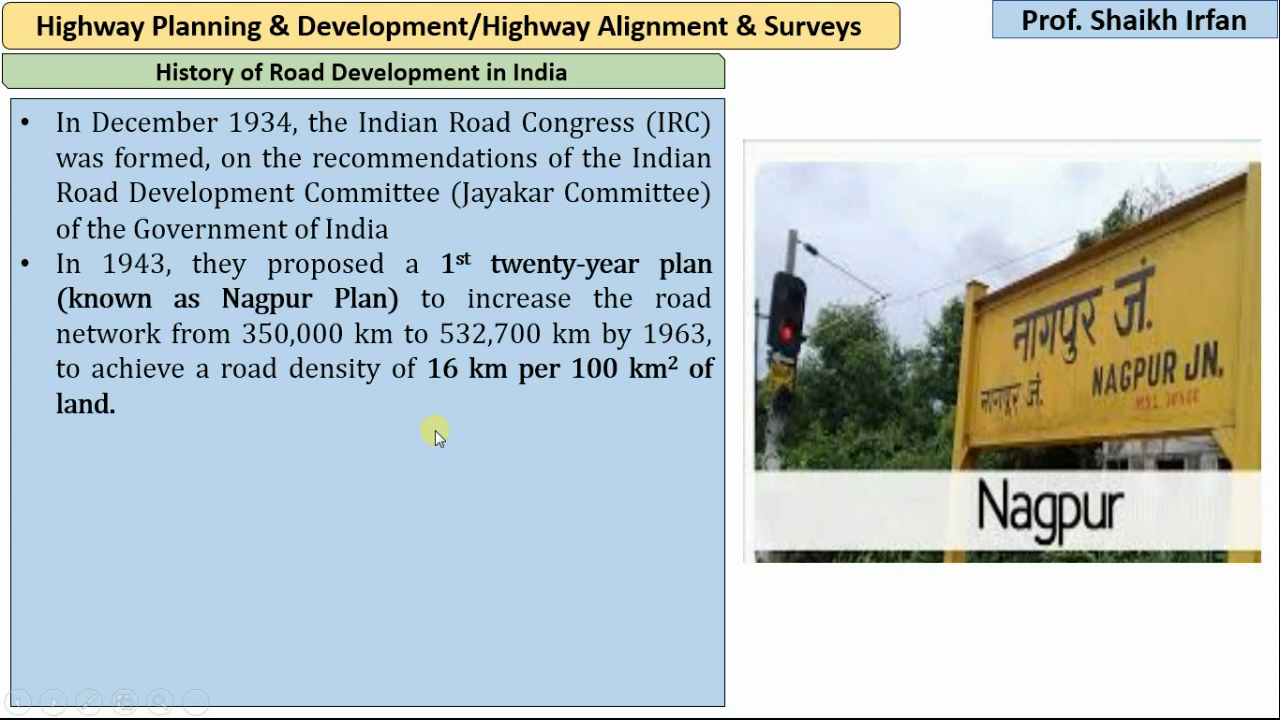 Highway Planning & Development/Highway Alignment & Surveys
Prof. Shaikh Irfan
History of Road Development in India
• In December 1934, the Indian Road Congress (IRC)
was formed, on the recommendations of the Indian
Road Development Committee (Jayakar Committee)
of the Government of India
• In 1943, they proposed a 1st twenty-year plan
(known as Nagpur Plan) to increase the road
network from 350,000 km to 532,700 km by 1963,
to achieve a road density of 16 km per 100 km² of
land.
नागपुर जं.
नागपूर जं.
NAGPUR JN.
Nagpur